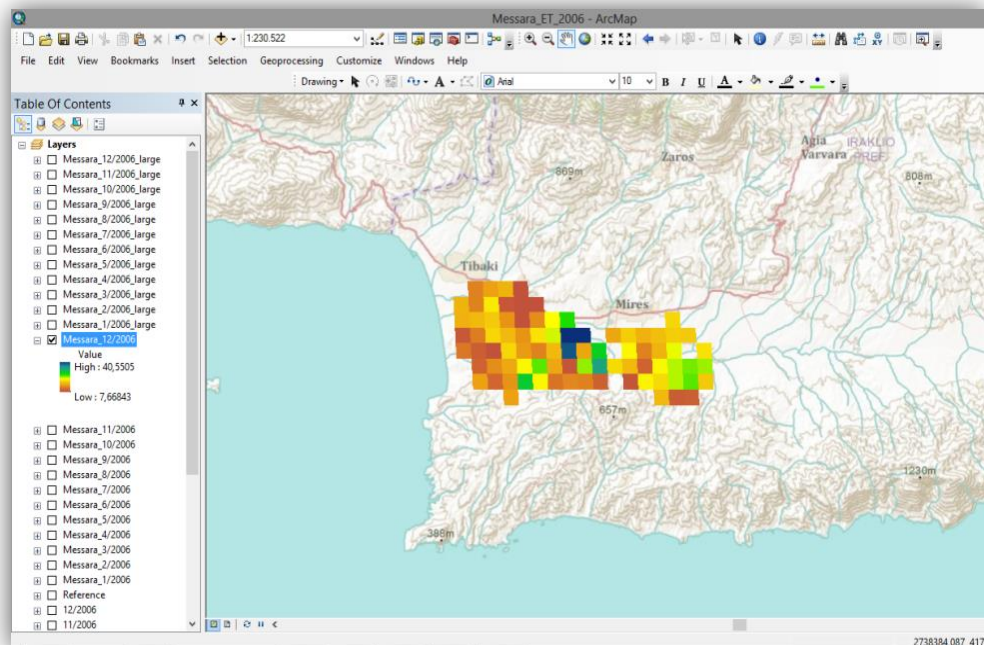 Messara_ET_2006 - ArcMap
1:230.522
File Edit View Bookmarks Insert Selection Geoprocessing Customize Windows Help
Drawing Arial 10 B I U A
Table Of Contents
Layers
Messara_12/2006_large
Messara_11/2006_large
Messara_10/2006_large
Messara_9/2006_large
Messara_8/2006_large
Messara_7/2006_large
Messara_6/2006_large
Messara_5/2006_large
Messara_4/2006_large
Messara_3/2006_large
Messara_2/2006_large
Messara_1/2006_large
Messara_12/2006
Value
High : 40,5505
Low : 7,66843
Messara_11/2006
Messara_10/2006
Messara_9/2006
Messara_8/2006
Messara_7/2006
Messara_6/2006
Messara_5/2006
Messara_4/2006
Messara_3/2006
Messara_2/2006
Messara_1/2006
Reference
12/2006
11/2006
Agia
Varvara
IRAKLIO
PREF.
Zaros
869m
808m
Tibaki
Mires
657m
1230m
386m
2738384,087 417